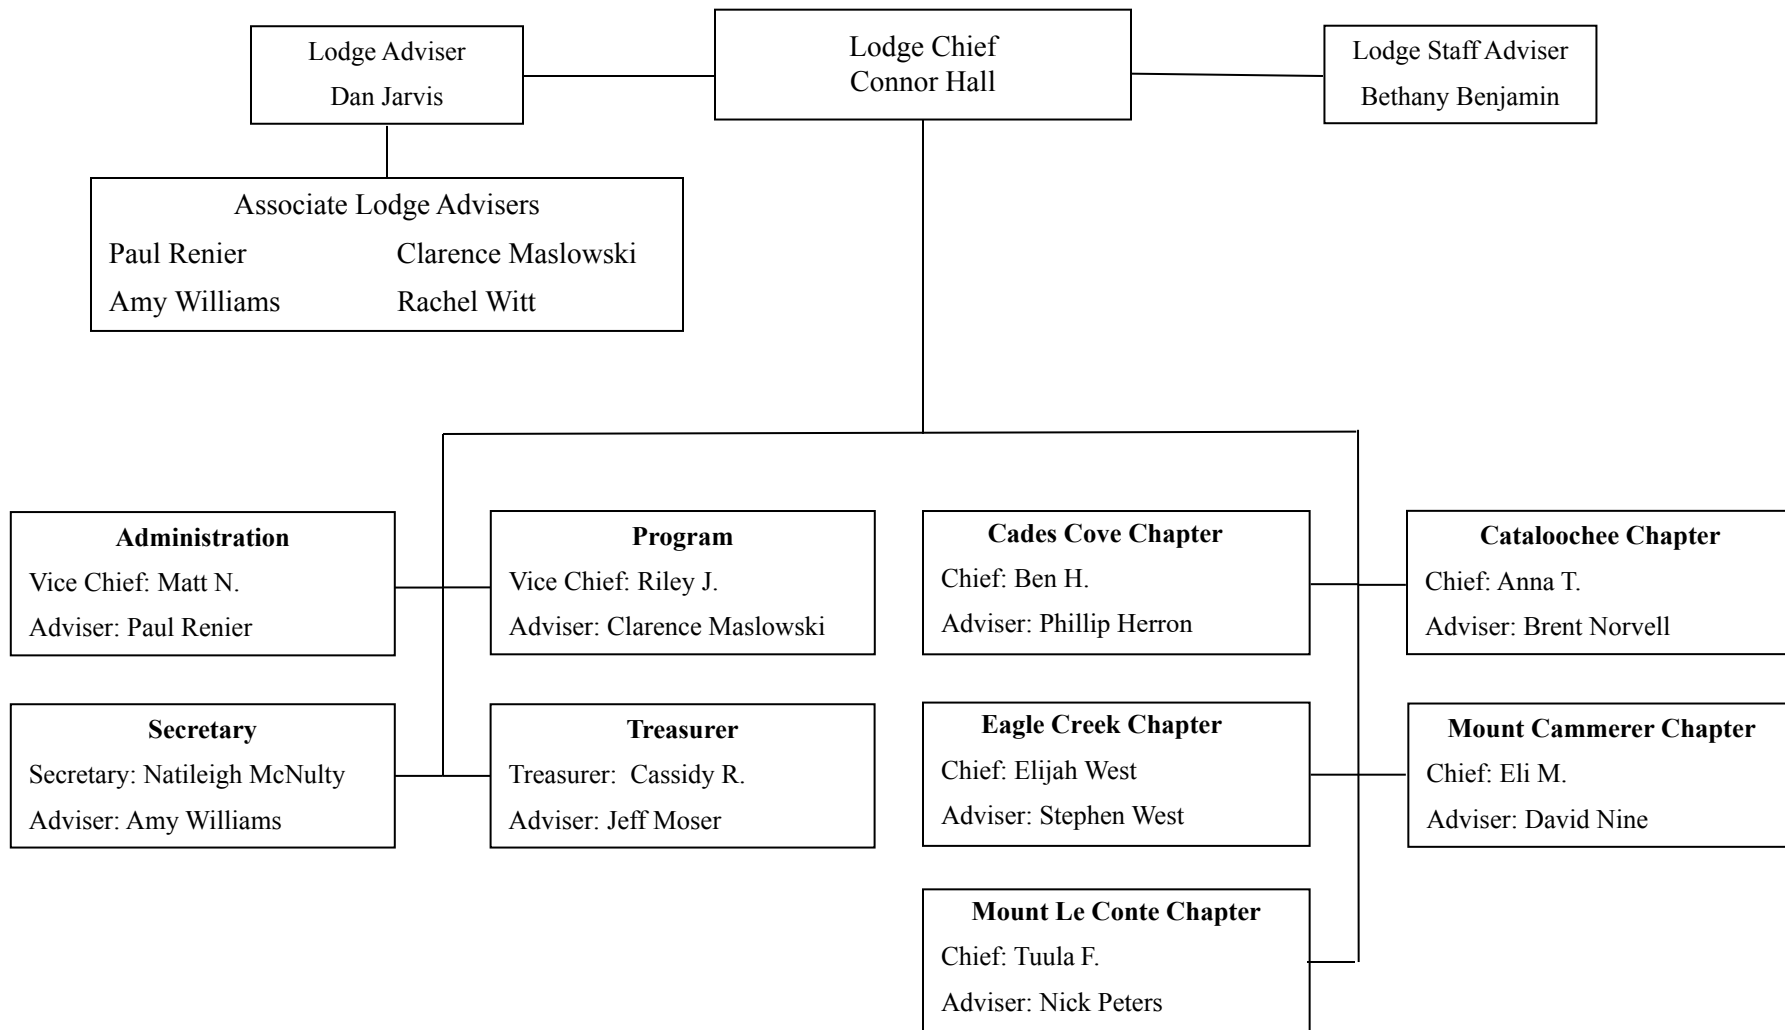 Lodge Adviser
Dan Jarvis
Lodge Chief
Connor Hall
Lodge Staff Adviser
Bethany Benjamin
Associate Lodge Advisers
Paul Renier Clarence Maslowski
Amy Williams Rachel Witt
Administration
Vice Chief: Matt N.
Adviser: Paul Renier
Program
Vice Chief: Riley J.
Adviser: Clarence Maslowski
Cades Cove Chapter
Chief: Ben H.
Adviser: Phillip Herron
Cataloochee Chapter
Chief: Anna T.
Adviser: Brent Norvell
Secretary
Secretary: Natileigh McNulty
Adviser: Amy Williams
Treasurer
Treasurer: Cassidy R.
Adviser: Jeff Moser
Eagle Creek Chapter
Chief: Elijah West
Adviser: Stephen West
Mount Cammerer Chapter
Chief: Eli M.
Adviser: David Nine
Mount Le Conte Chapter
Chief: Tuula F.
Adviser: Nick Peters